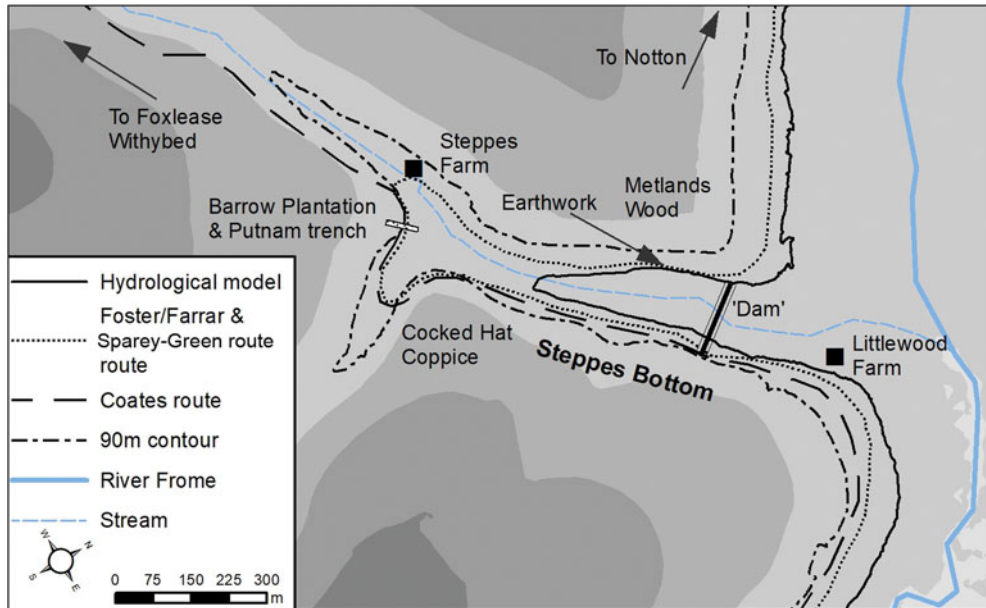 To Notton
To Foxlease
Withybed
Steppes
Farm
Metlands
Wood
Earthwork
Barrow Plantation
& Putnam trench
'Dam'
Littlewood
Farm
Cocked Hat
Coppice
Steppes Bottom
Hydrological model
Foster/Farrar &
Sparey-Green route
route
Coates route
90m contour
River Frome
Stream
W
N
S
E
0 75 150 225 300
m